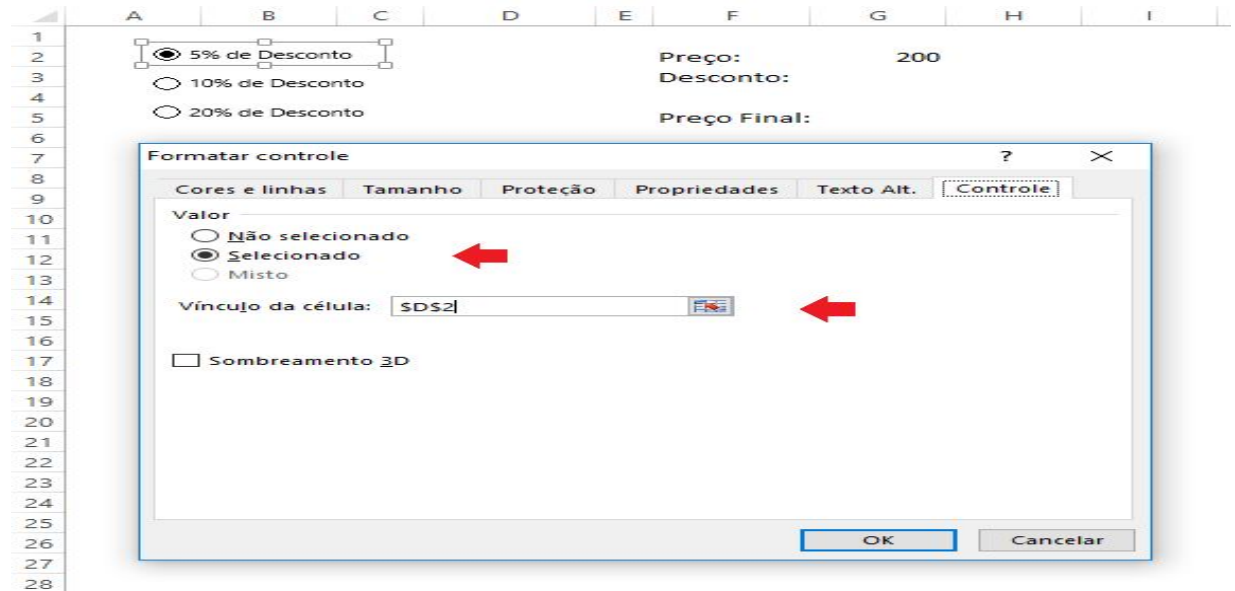 A B C D E F G H I
1
2 5% de Desconto Preço: 200
3 10% de Desconto Desconto:
4
5 20% de Desconto Preço Final:
6
7 Formatar controle ? ×
8 Cores e linhas Tamanho Proteção Propriedades Texto Alt. Controle
9
10 Valor
11 Não selecionado
12 Selecionado
13 Misto
14 Vínculo da célula: $D$2
15
16
17 Sombreamento 3D
18
19
20
21
22
23
24
25
26 OK Cancelar
27
28